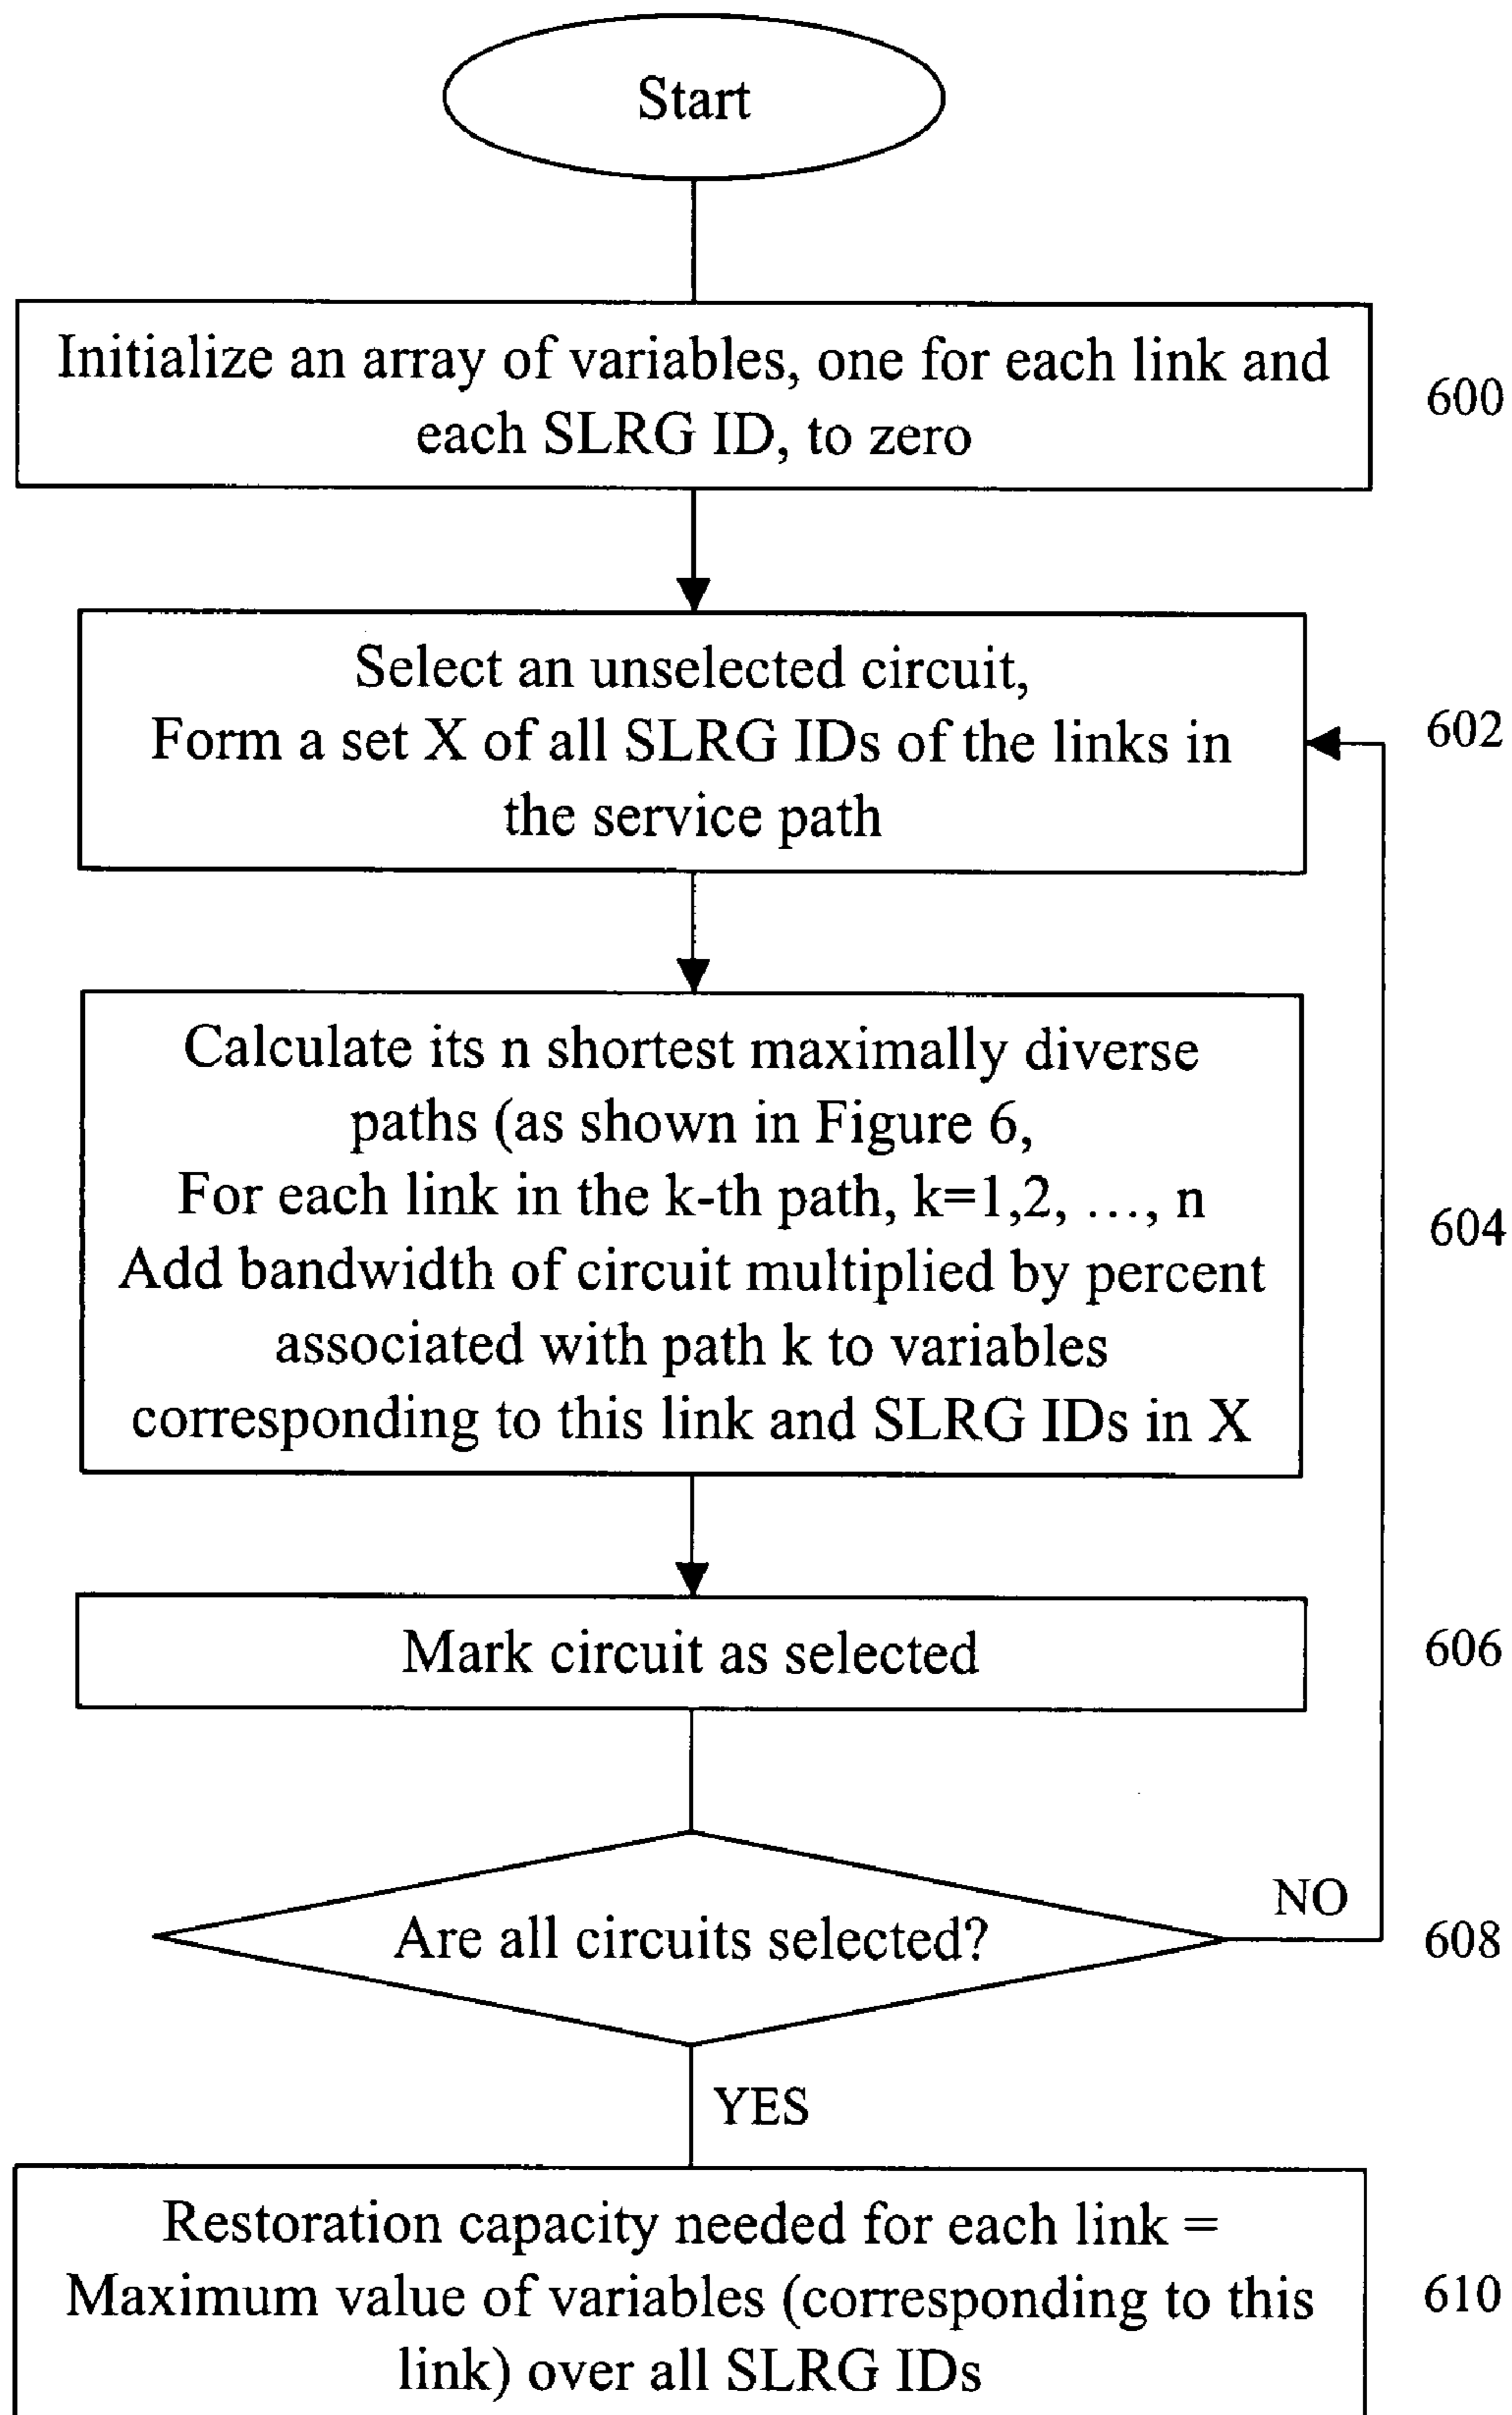 Start
Initialize an array of variables, one for each link and
each SLRG ID, to zero
600
Select an unselected circuit,
Form a set X of all SLRG IDs of the links in
the service path
602
Calculate its n shortest maximally diverse
paths (as shown in Figure 6,
For each link in the k-th path, k=1,2, ..., n
Add bandwidth of circuit multiplied by percent
associated with path k to variables
corresponding to this link and SLRG IDs in X
604
Mark circuit as selected
606
Are all circuits selected?
NO
608
YES
Restoration capacity needed for each link =
Maximum value of variables (corresponding to this
link) over all SLRG IDs
610